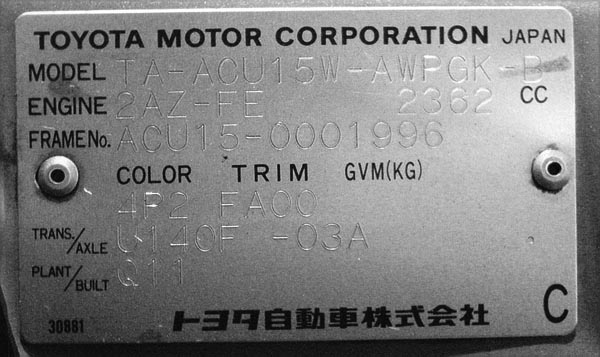 TOYOTA MOTOR CORPORATION JAPAN
MODEL TA-ACU15W-AWPGK-B
ENGINE 2AZ-FE 2362 CC
FRAME No. ACU15-0001996
COLOR TRIM GVM(KG)
4P2 FA00
TRANS./AXLE U140F -03A
PLANT/BUILT Q11
30881 トヨタ自動車株式会社 C